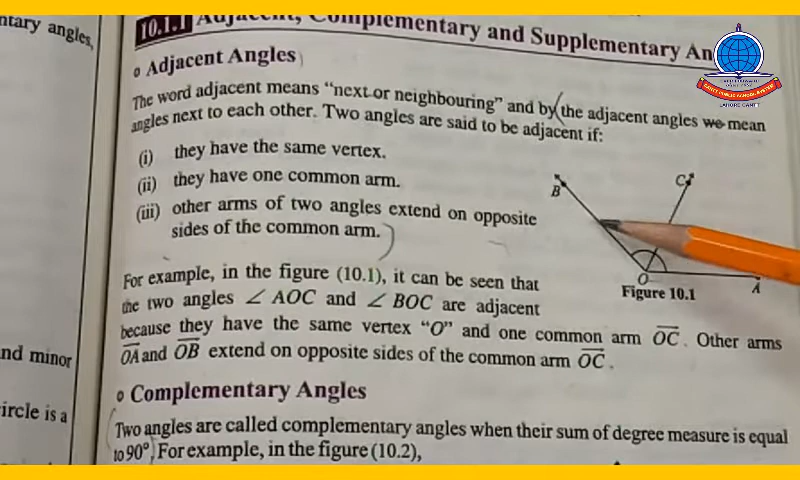 ntary angles,
10.1.1 Adjacent, Complementary and Supplementary An
Adjacent Angles
The word adjacent means “next or neighbouring” and by the adjacent angles we mean
angles next to each other. Two angles are said to be adjacent if:
(i) they have the same vertex.
(ii) they have one common arm.
(iii) other arms of two angles extend on opposite
sides of the common arm.
B
C
O
A
Figure 10.1
For example, in the figure (10.1), it can be seen that
the two angles ∠ AOC and ∠ BOC are adjacent
because they have the same vertex “O” and one common arm OC. Other arms
OA and OB extend on opposite sides of the common arm OC.
nd minor
ircle is a
Complementary Angles
Two angles are called complementary angles when their sum of degree measure is equal
to 90°. For example, in the figure (10.2),
LAHORE CANTT